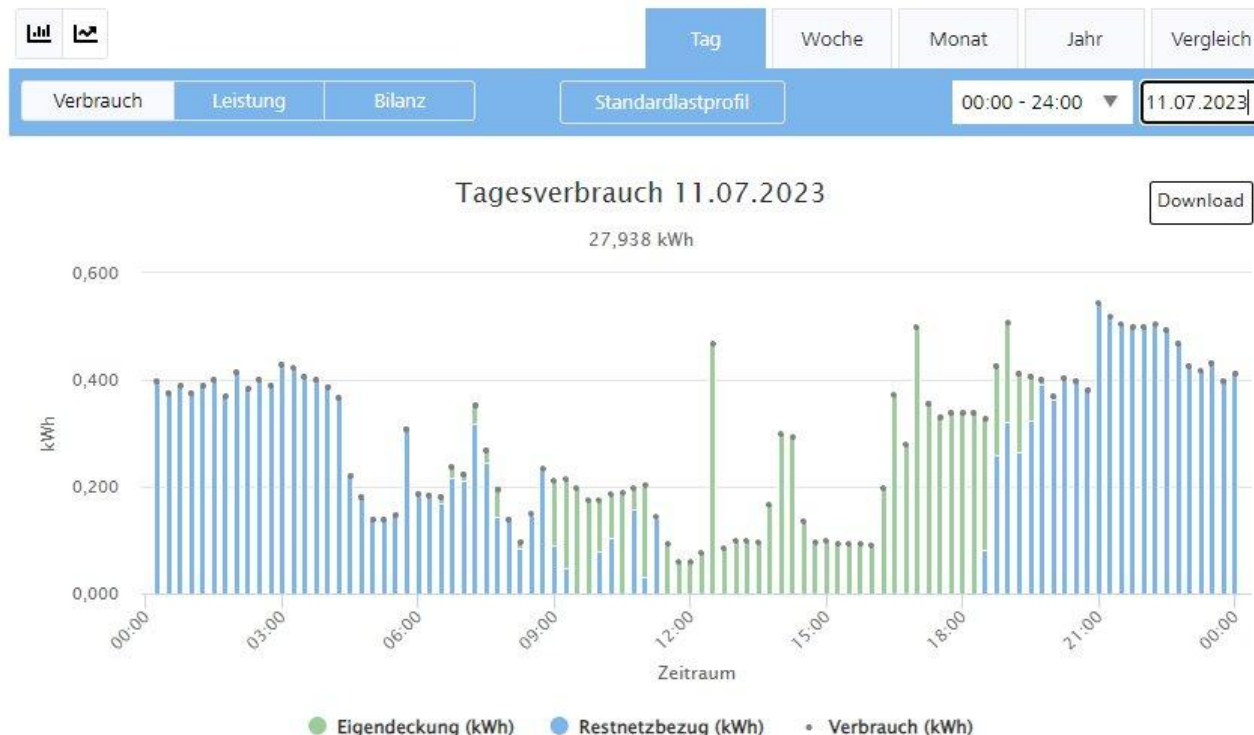 Tag Woche Monat Jahr Vergleich
Verbrauch Leistung Bilanz Standardlastprofil 00:00 - 24:00 11.07.2023
Tagesverbrauch 11.07.2023
Download
27,938 kWh
0,600
0,400
0,200
0,000
kWh
00:00 03:00 06:00 09:00 12:00 15:00 18:00 21:00 00:00
Zeitraum
Eigendeckung (kWh) Restnetzbezug (kWh) Verbrauch (kWh)